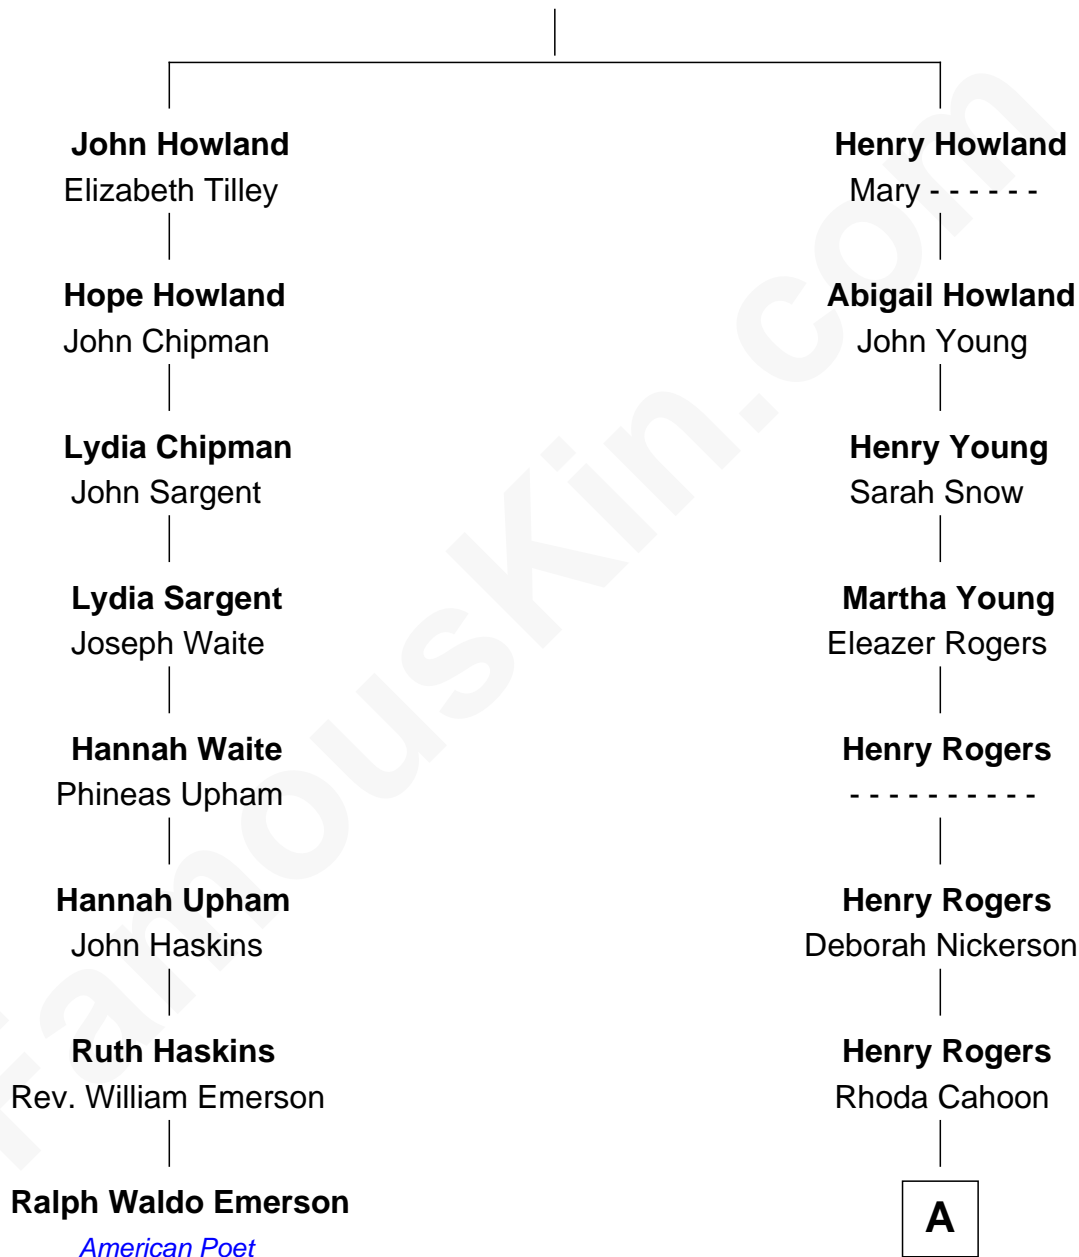 John Howland
Elizabeth Tilley
Hope Howland
John Chipman
Lydia Chipman
John Sargent
Lydia Sargent
Joseph Waite
Hannah Waite
Phineas Upham
Hannah Upham
John Haskins
Ruth Haskins
Rev. William Emerson
Ralph Waldo Emerson
American Poet
Henry Howland
Mary - - - - - -
Abigail Howland
John Young
Henry Young
Sarah Snow
Martha Young
Eleazer Rogers
Henry Rogers
- - - - - - - - - -
Henry Rogers
Deborah Nickerson
Henry Rogers
Rhoda Cahoon
A
FamousKin.com